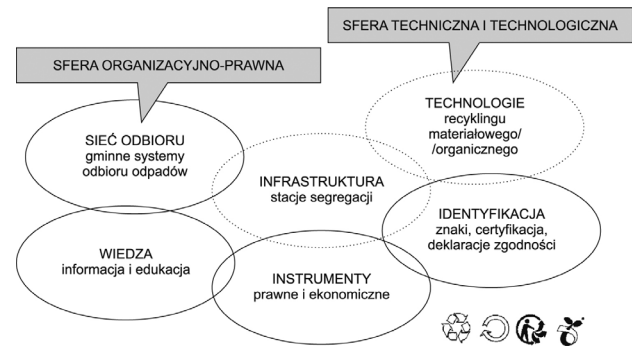 SFERA TECHNICZNA I TECHNOLOGICZNA
SFERA ORGANIZACYJNO-PRAWNA
TECHNOLOGIE
recyklingu
materiałowego/
/organicznego
SIEĆ ODBIORU
gminne systemy
odbioru odpadów
INFRASTRUKTURA
stacje segregacji
IDENTYFIKACJA
znaki, certyfikacja,
deklaracje zgodności
WIEDZA
informacja i edukacja
INSTRUMENTY
prawne i ekonomiczne